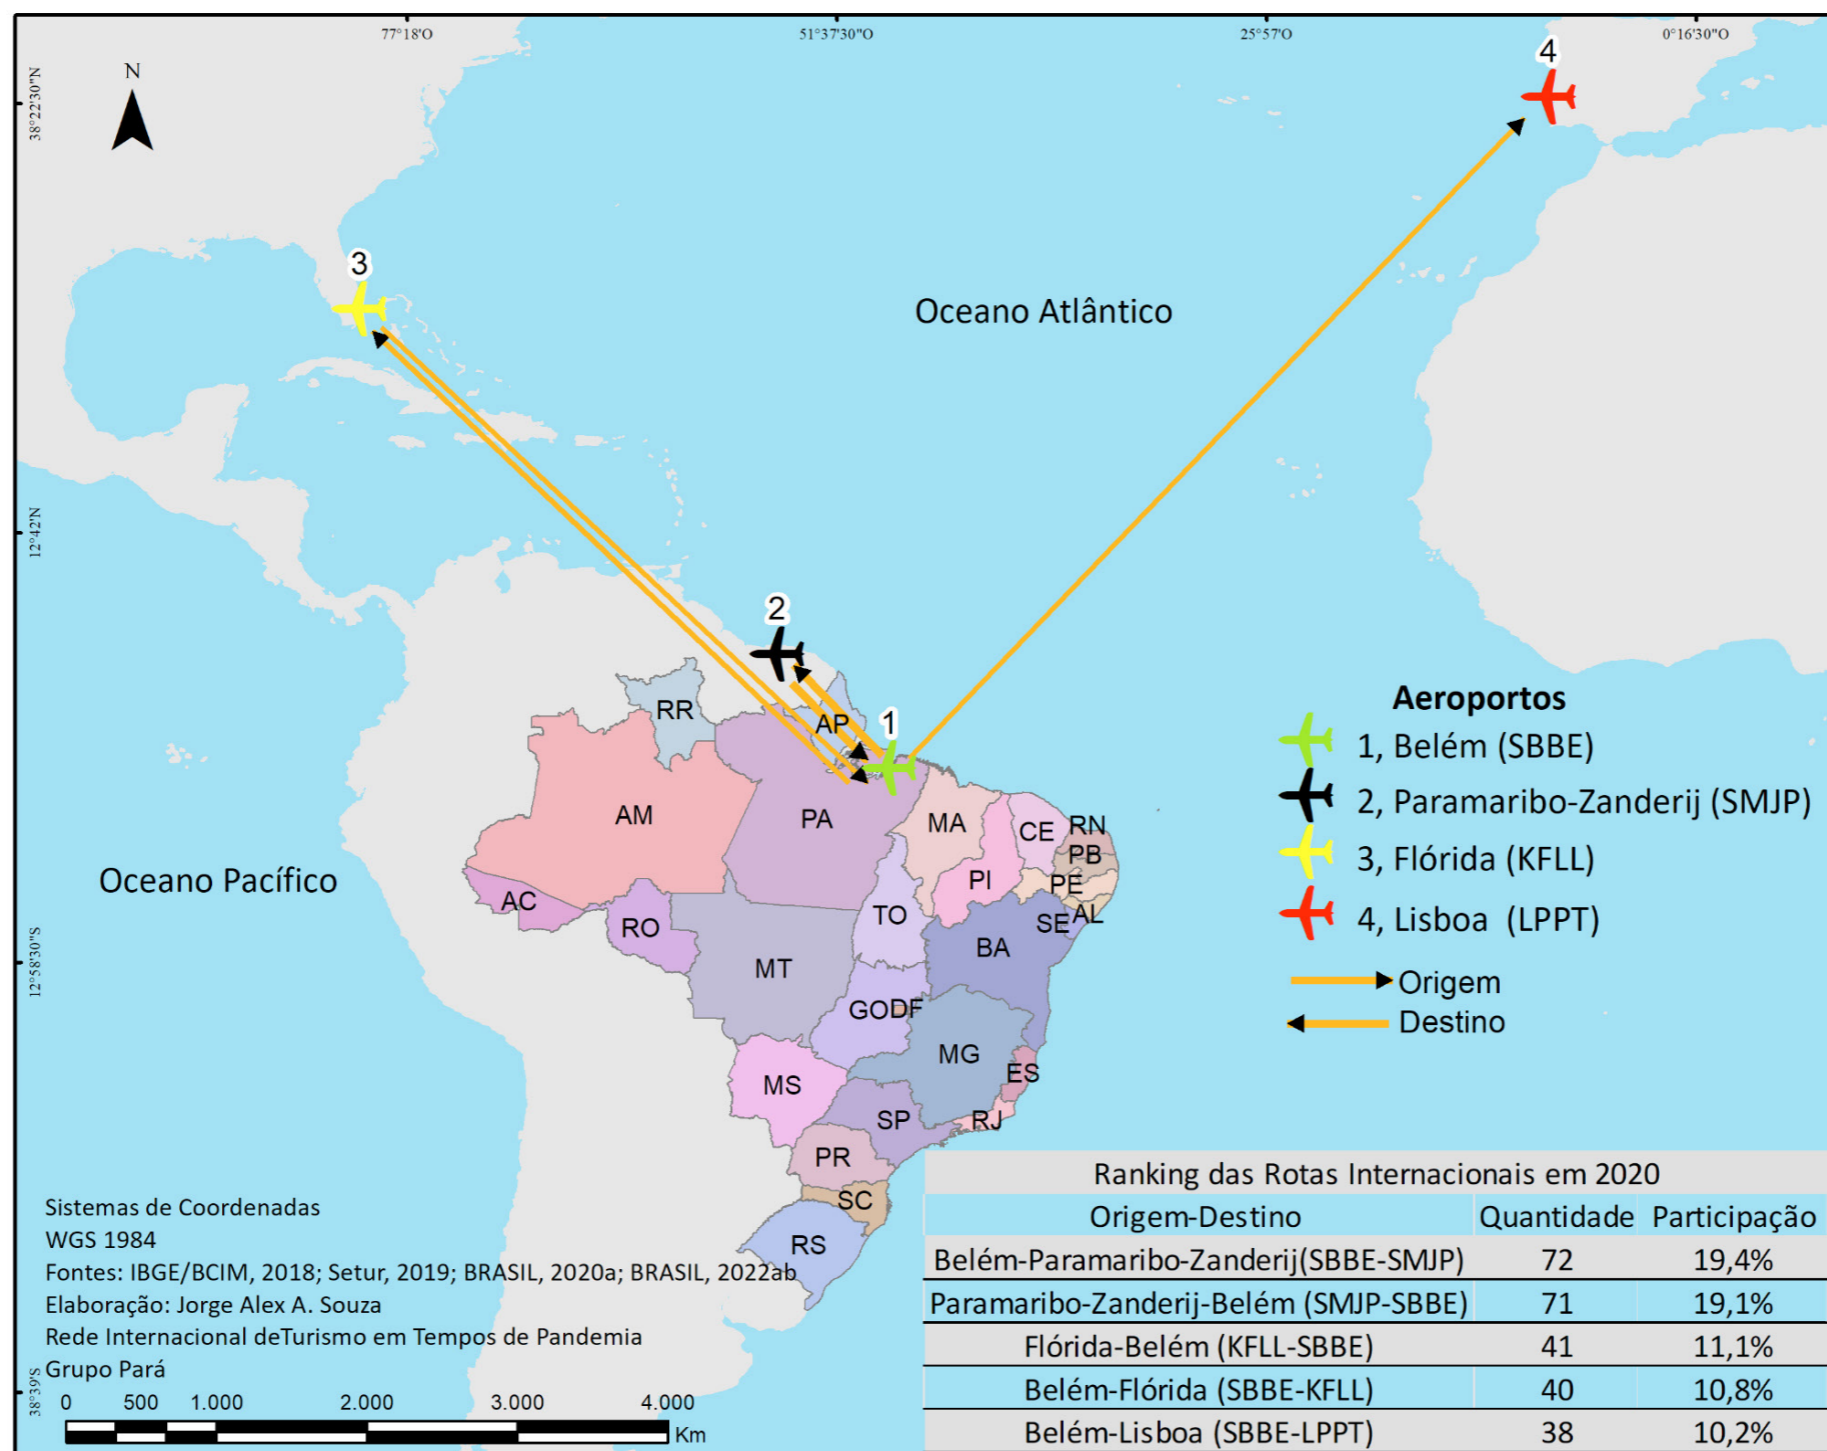 77°18'O 51°37'30"O 25°57'O 0°16'30"O
38°22'30"N
12°42'N
12°58'30"S
38°39'S
N
4
3
Oceano Atlântico
2
1
RR
AP
AM
PA
MA
CE
RN
PB
PI
PE
AC
RO
TO
SE
AL
BA
MT
GO
DF
MG
ES
MS
SP
RJ
PR
SC
RS
Oceano Pacífico
Aeroportos
1, Belém (SBBE)
2, Paramaribo-Zanderij (SMJP)
3, Flórida (KFLL)
4, Lisboa (LPPT)
Origem
Destino
Sistemas de Coordenadas
WGS 1984
Fontes: IBGE/BCIM, 2018; Setur, 2019; BRASIL, 2020a; BRASIL, 2022ab
Elaboração: Jorge Alex A. Souza
Rede Internacional deTurismo em Tempos de Pandemia
Grupo Pará
0 500 1.000 2.000 3.000 4.000
Km
Ranking das Rotas Internacionais em 2020
Origem-Destino Quantidade Participação
Belém-Paramaribo-Zanderij(SBBE-SMJP) 72 19,4%
Paramaribo-Zanderij-Belém (SMJP-SBBE) 71 19,1%
Flórida-Belém (KFLL-SBBE) 41 11,1%
Belém-Flórida (SBBE-KFLL) 40 10,8%
Belém-Lisboa (SBBE-LPPT) 38 10,2%